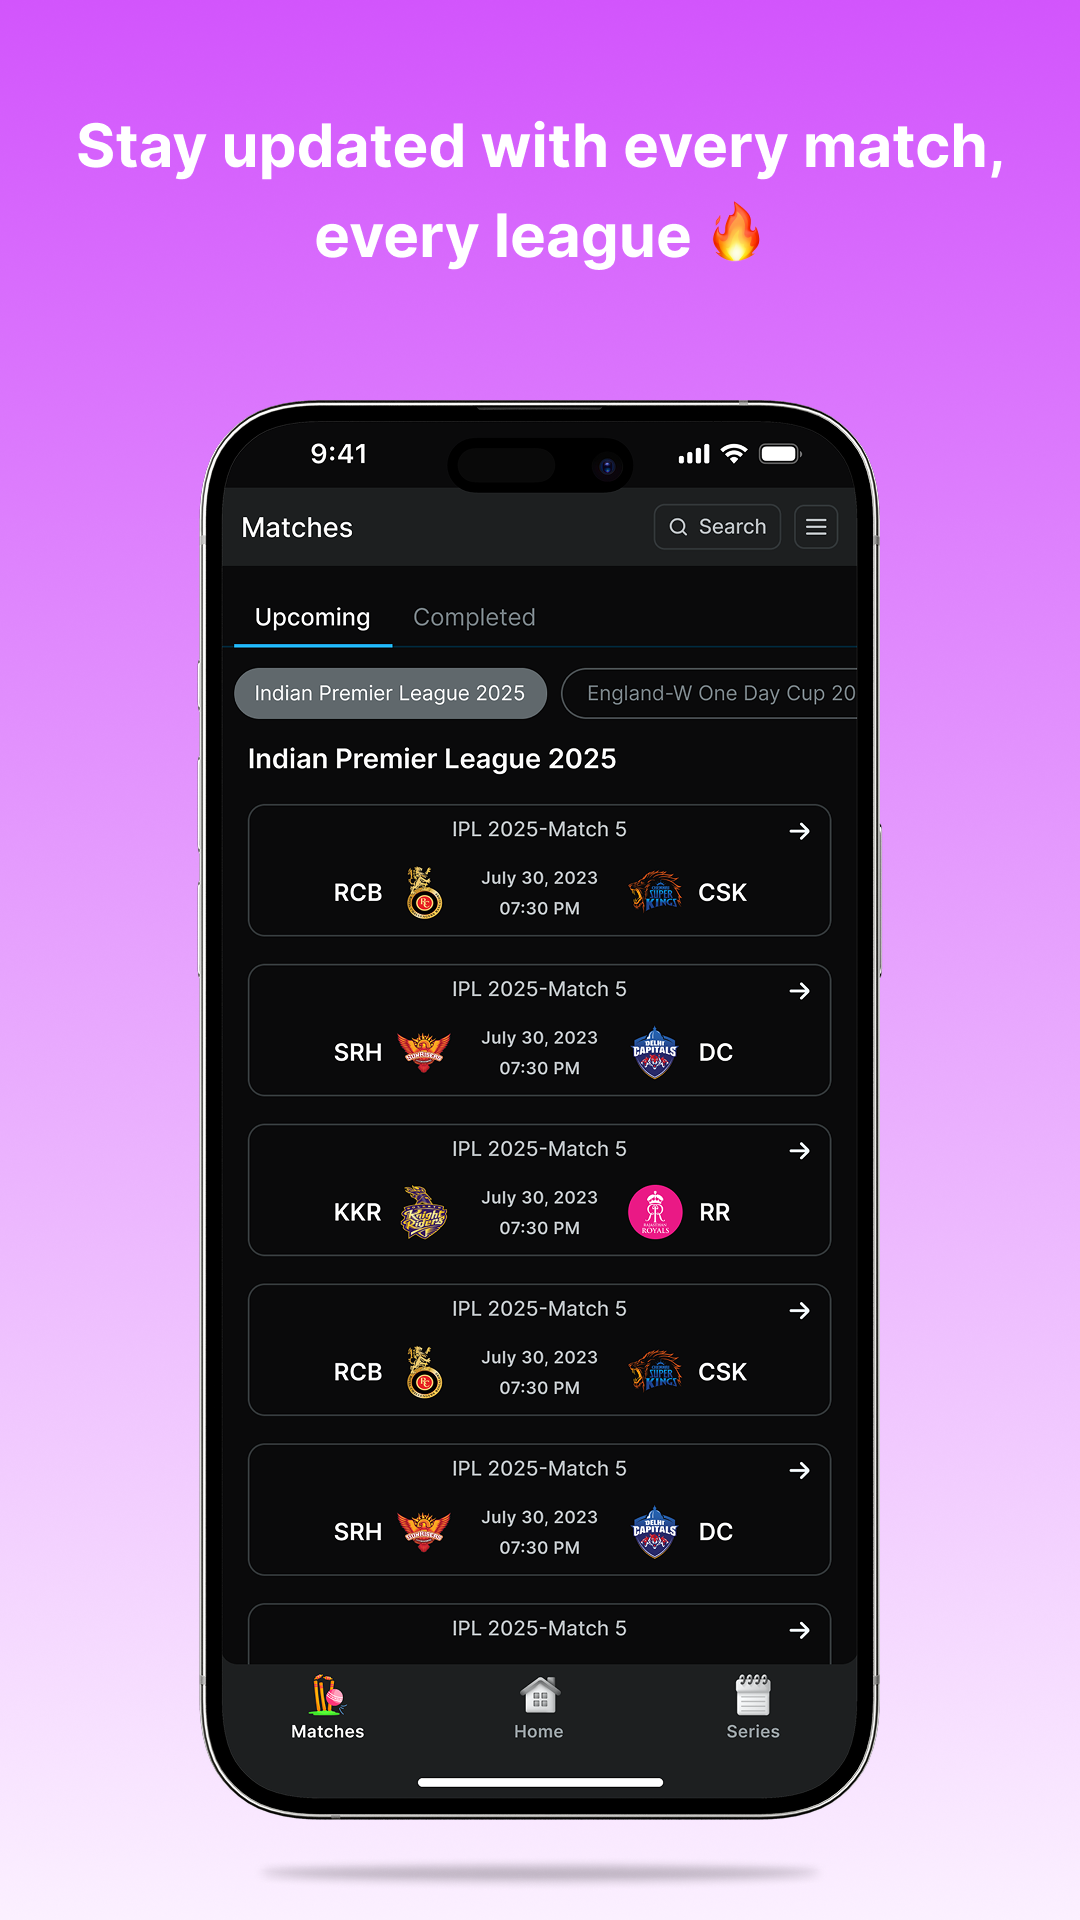 Stay updated with every match,
every league 🔥
9:41
Matches
Search
Upcoming Completed
Indian Premier League 2025 England-W One Day Cup 20
Indian Premier League 2025
IPL 2025-Match 5
RCB July 30, 2023 CSK
07:30 PM
IPL 2025-Match 5
SRH July 30, 2023 DC
07:30 PM
IPL 2025-Match 5
KKR July 30, 2023 RR
07:30 PM
IPL 2025-Match 5
RCB July 30, 2023 CSK
07:30 PM
IPL 2025-Match 5
SRH July 30, 2023 DC
07:30 PM
IPL 2025-Match 5
Matches Home Series